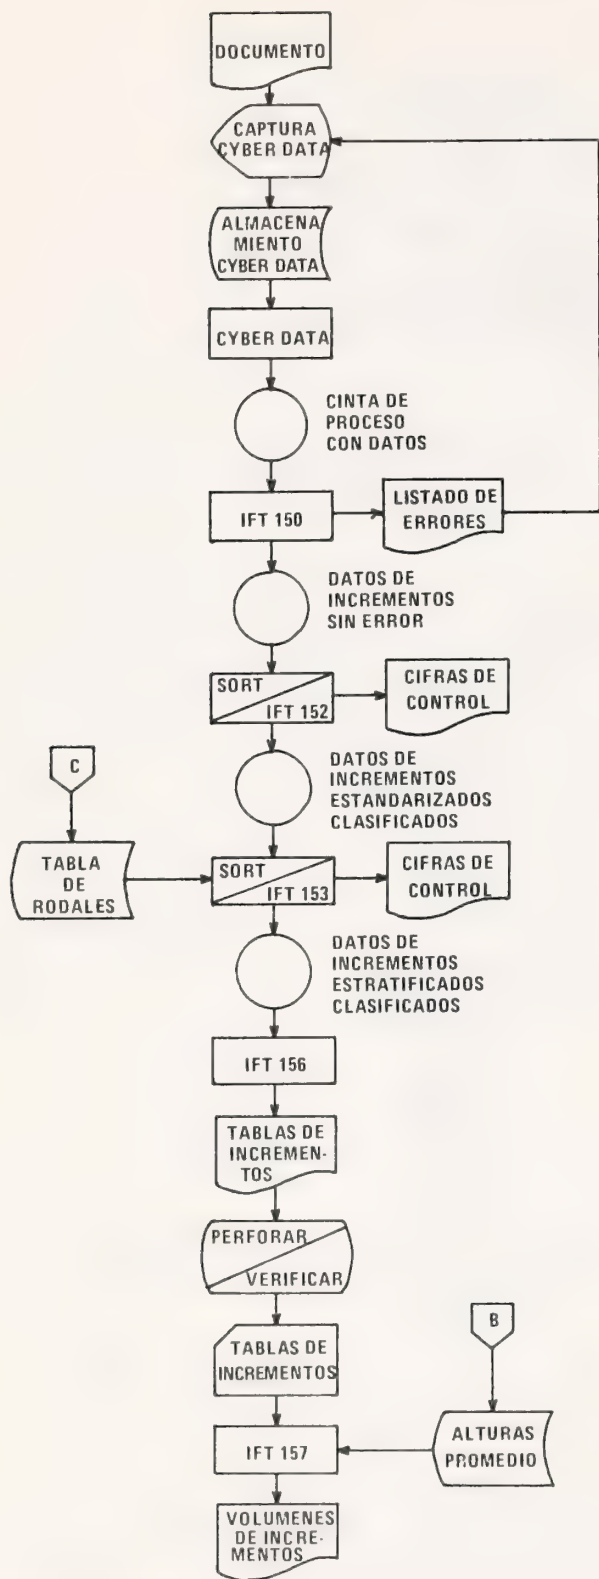 DOCUMENTO
CAPTURA
CYBER DATA
ALMACENA
MIENTO
CYBER DATA
CYBER DATA
CINTA DE
PROCESO
CON DATOS
IFT 150
LISTADO DE
ERRORES
DATOS DE
INCREMENTOS
SIN ERROR
SORT
IFT 152
CIFRAS DE
CONTROL
C
DATOS DE
INCREMENTOS
ESTANDARIZADOS
CLASIFICADOS
TABLA
DE
RODALES
SORT
IFT 153
CIFRAS DE
CONTROL
DATOS DE
INCREMENTOS
ESTRATIFICADOS
CLASIFICADOS
IFT 156
TABLAS DE
INCREMEN-
TOS
PERFORAR
VERIFICAR
B
TABLAS DE
INCREMENTOS
IFT 157
ALTURAS
PROMEDIO
VOLUMENES
DE INCRE-
MENTOS